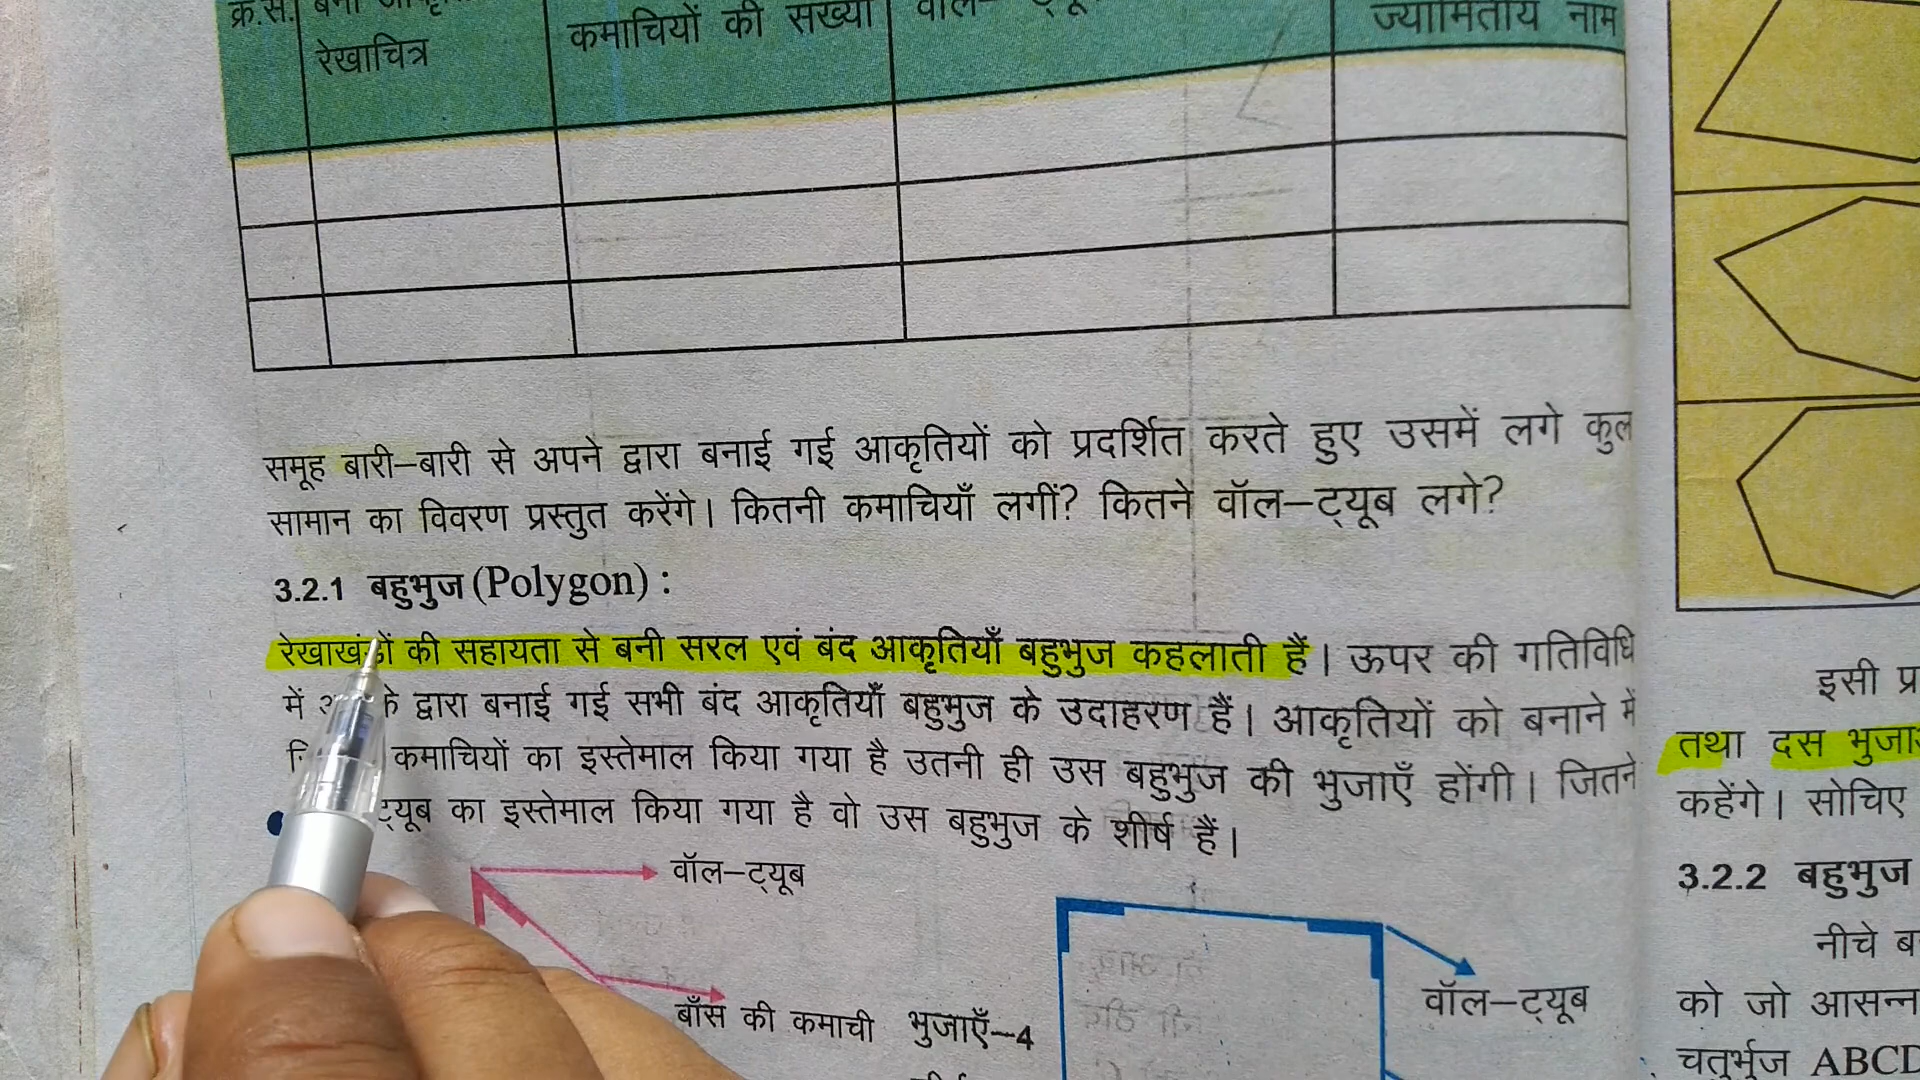 रेखाचित्र
कमाचियों की संख्या
ज्यामितीय नाम
समूह बारी–बारी से अपने द्वारा बनाई गई आकृतियों को प्रदर्शित करते हुए उसमें लगे कुल
सामान का विवरण प्रस्तुत करेंगे। कितनी कमाचियाँ लगीं? कितने वॉल–ट्यूब लगे?
3.2.1 बहुभुज (Polygon) :
रेखाखंडों की सहायता से बनी सरल एवं बंद आकृतियाँ बहुभुज कहलाती हैं। ऊपर की गतिविधि
में के द्वारा बनाई गई सभी बंद आकृतियाँ बहुभुज के उदाहरण हैं। आकृतियों को बनाने में
कमाचियों का इस्तेमाल किया गया है उतनी ही उस बहुभुज की भुजाएँ होंगी। जितने
ट्यूब का इस्तेमाल किया गया है वो उस बहुभुज के शीर्ष हैं।
वॉल–ट्यूब
बाँस की कमाची
भुजाएँ–4
वॉल–ट्यूब
इसी
तथा दस
कहेंगे। सोचिए
3.2.2 बहुभुज
नीचे
को जो आसन्न
चतुर्भुज ABCD